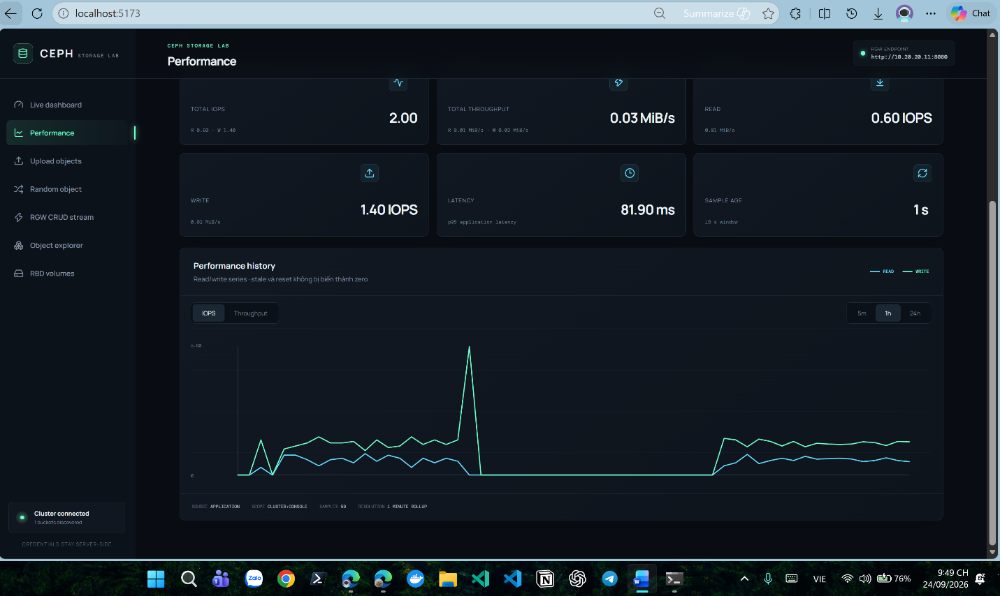 localhost:5173
Summarize
Chat
CEPH STORAGE LAB
CEPH STORAGE LAB
Performance
RGW ENDPOINT
http://10.20.20.11:8080
Live dashboard
Performance
Upload objects
Random object
RGW CRUD stream
Object explorer
RBD volumes
TOTAL IOPS
2.00
R 0.60 · W 1.40
TOTAL THROUGHPUT
0.03 MiB/s
R 0.01 MiB/s · W 0.02 MiB/s
READ
0.60 IOPS
0.01 MiB/s
WRITE
1.40 IOPS
0.02 MiB/s
LATENCY
81.90 ms
p95 application latency
SAMPLE AGE
1 s
15 s window
Performance history
Read/write series · stale và reset không bị biến thành zero
READ WRITE
IOPS Throughput
5m 1h 24h
5.60
0
SOURCE APPLICATION SCOPE CLUSTER:CONSOLE SAMPLES 59 RESOLUTION 1 MINUTE ROLLUP
Cluster connected
1 buckets discovered
CREDENTIALS STAY SERVER-SIDE
Zalo
VIE
76%
9:49 CH
24/09/2026